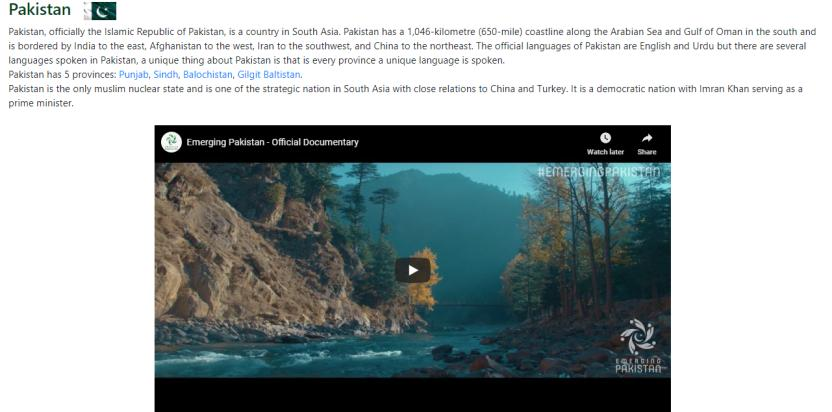 Pakistan
Pakistan, officially the Islamic Republic of Pakistan, is a country in South Asia. Pakistan has a 1,046-kilometre (650-mile) coastline along the Arabian Sea and Gulf of Oman in the south and
is bordered by India to the east, Afghanistan to the west, Iran to the southwest, and China to the northeast. The official languages of Pakistan are English and Urdu but there are several
languages spoken in Pakistan, a unique thing about Pakistan is that is every province a unique language is spoken.
Pakistan has 5 provinces: Punjab, Sindh, Balochistan, Gilgit Baltistan.
Pakistan is the only muslim nuclear state and is one of the strategic nation in South Asia with close relations to China and Turkey. It is a democratic nation with Imran Khan serving as a
prime minister.
Emerging Pakistan - Official Documentary
Watch later
Share
#EMERGINGPAKISTAN
EMERGING
PAKISTAN